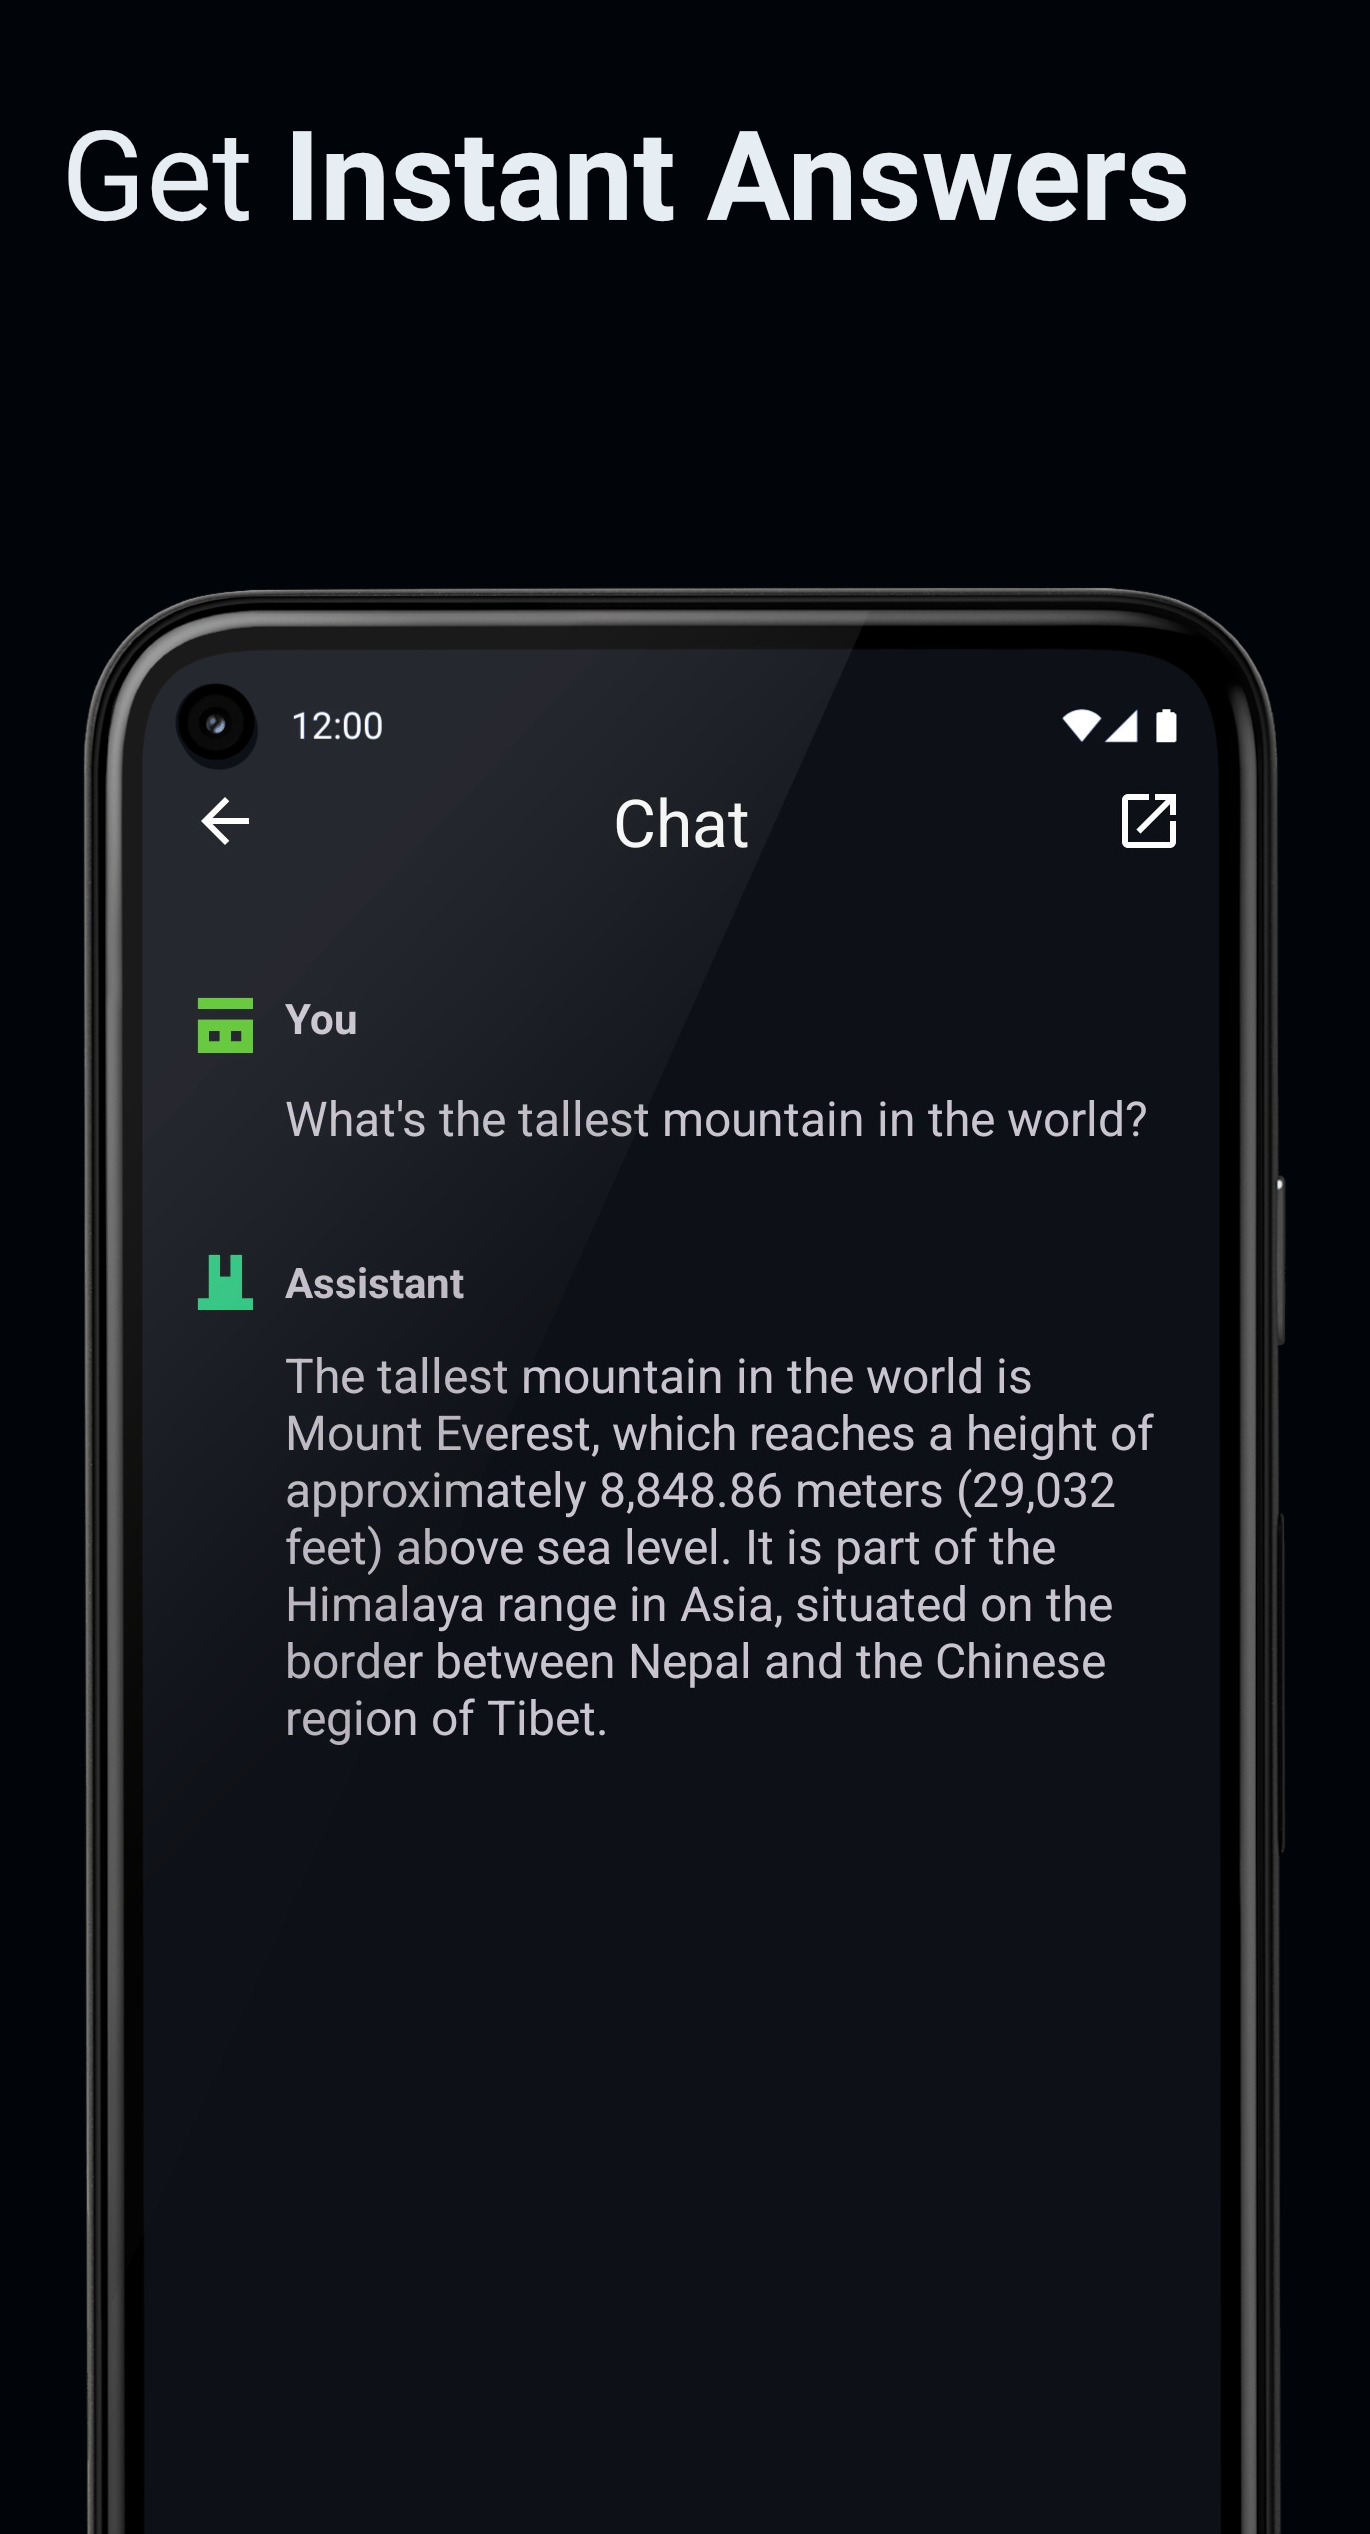 Get Instant Answers
12:00
Chat
You
What's the tallest mountain in the world?
Assistant
The tallest mountain in the world is
Mount Everest, which reaches a height of
approximately 8,848.86 meters (29,032
feet) above sea level. It is part of the
Himalaya range in Asia, situated on the
border between Nepal and the Chinese
region of Tibet.